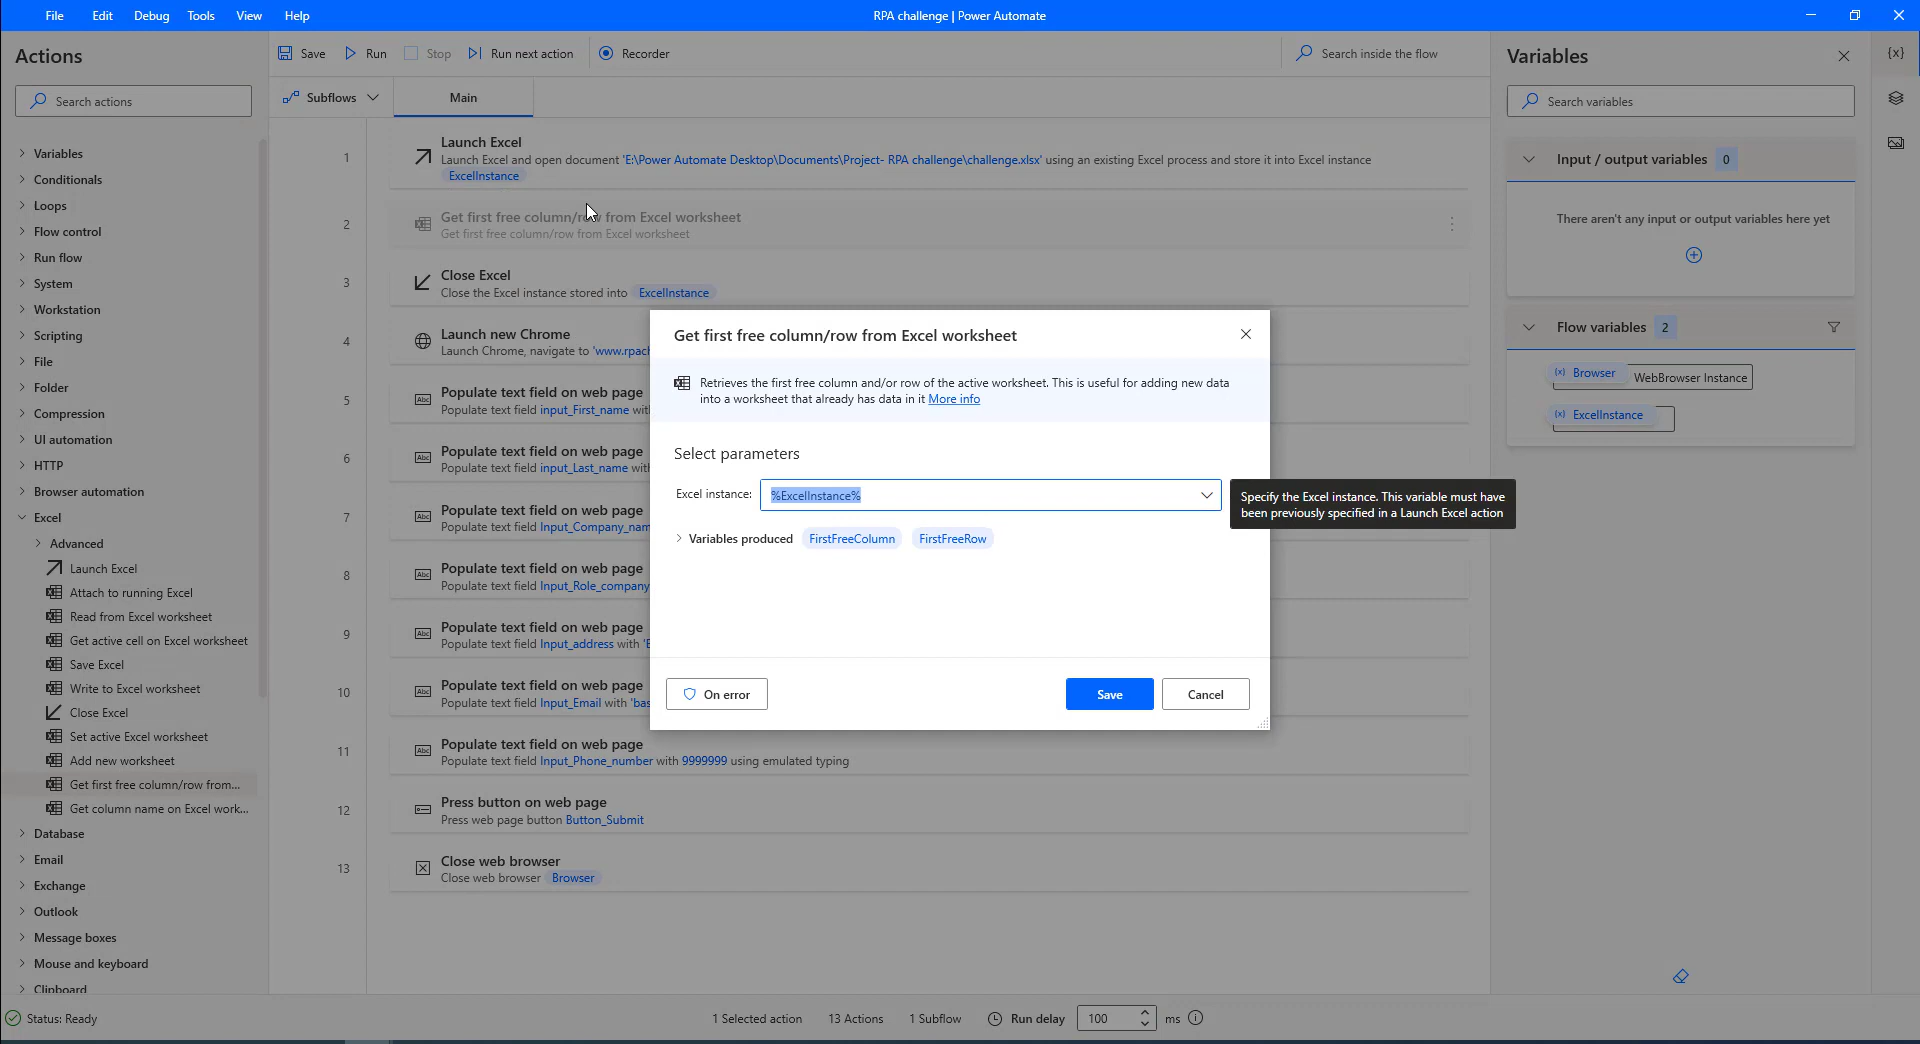 File Edit Debug Tools View Help
RPA challenge | Power Automate
Actions
Search actions
Variables
Conditionals
Loops
Flow control
Run flow
System
Workstation
Scripting
File
Folder
Compression
UI automation
HTTP
Browser automation
Excel
Advanced
Launch Excel
Attach to running Excel
Read from Excel worksheet
Get active cell on Excel worksheet
Save Excel
Write to Excel worksheet
Close Excel
Set active Excel worksheet
Add new worksheet
Get first free column/row from...
Get column name on Excel work...
Database
Email
Exchange
Outlook
Message boxes
Mouse and keyboard
Clipboard
Save Run Stop Run next action Recorder
Search inside the flow
Subflows Main
1 Launch Excel
Launch Excel and open document 'E:\Power Automate Desktop\Documents\Project- RPA challenge\challenge.xlsx' using an existing Excel process and store it into Excel instance
ExcelInstance
2 Get first free column/row from Excel worksheet
Get first free column/row from Excel worksheet
3 Close Excel
Close the Excel instance stored into ExcelInstance
4 Launch new Chrome
Launch Chrome, navigate to 'www.rpach
5 Populate text field on web page
Populate text field input_First_name with
6 Populate text field on web page
Populate text field input_Last_name with
7 Populate text field on web page
Populate text field Input_Company_nam
8 Populate text field on web page
Populate text field Input_Role_company
9 Populate text field on web page
Populate text field Input_address with 'B
10 Populate text field on web page
Populate text field Input_Email with 'bas
11 Populate text field on web page
Populate text field Input_Phone_number with 9999999 using emulated typing
12 Press button on web page
Press web page button Button_Submit
13 Close web browser
Close web browser Browser
Get first free column/row from Excel worksheet
Retrieves the first free column and/or row of the active worksheet. This is useful for adding new data
into a worksheet that already has data in it More info
Select parameters
Excel instance: %ExcelInstance%
Specify the Excel instance. This variable must have
been previously specified in a Launch Excel action
Variables produced FirstFreeColumn FirstFreeRow
On error Save Cancel
Variables
{x}
Search variables
Input / output variables 0
There aren't any input or output variables here yet
Flow variables 2
(x) Browser WebBrowser Instance
(x) ExcelInstance
Status: Ready
1 Selected action 13 Actions 1 Subflow Run delay 100 ms